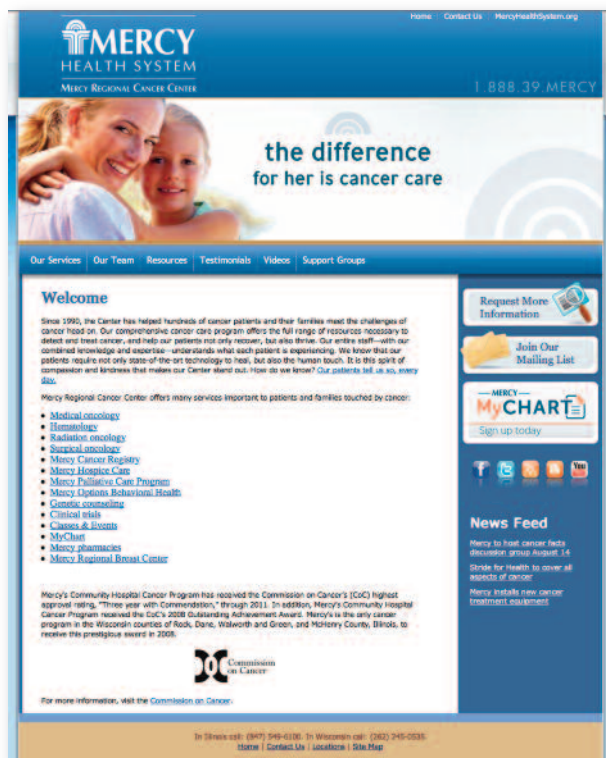 Home   Contact Us   MercyHealthSystem.org
MERCY
HEALTH SYSTEM
MERCY REGIONAL CANCER CENTER
1.888.39.MERCY
the difference
for her is cancer care
Our Services   Our Team   Resources   Testimonials   Videos   Support Groups
Welcome
Since 1990, the Center has helped hundreds of cancer patients and their families meet the challenges of
cancer head on. Our comprehensive cancer care program offers the full range of resources necessary to
detect and treat cancer, and help our patients not only recover, but also thrive. Our entire staff—with our
combined knowledge and expertise—understands what each patient is experiencing. We know that our
patients require not only state-of-the-art technology to heal, but also the human touch. It is this spirit of
compassion and kindness that makes our Center stand out. How do we know? Our patients tell us so, every
day.
Mercy Regional Cancer Center offers many services important to patients and families touched by cancer:
• Medical oncology
• Hematology
• Radiation oncology
• Surgical oncology
• Mercy Cancer Registry
• Mercy Hospice Care
• Mercy Palliative Care Program
• Mercy Options Behavioral Health
• Genetic counseling
• Clinical trials
• Classes & Events
• MyChart
• Mercy pharmacies
• Mercy Regional Breast Center
Mercy's Community Hospital Cancer Program has received the Commission on Cancer's (CoC) highest
approval rating, "Three year with Commendation," through 2011. In addition, Mercy's Community Hospital
Cancer Program received the CoC's 2008 Outstanding Achievement Award. Mercy's is the only cancer
program in the Wisconsin counties of Rock, Dane, Walworth and Green, and McHenry County, Illinois, to
receive this prestigious award in 2008.
Commission
on Cancer
For more information, visit the Commission on Cancer.
Request More
Information
Join Our
Mailing List
MERCY
MyCHART
Sign up today
You
News Feed
Mercy to host cancer facts
discussion group August 14
Stride for Health to cover all
aspects of cancer
Mercy installs new cancer
treatment equipment
In Illinois call: (847) In Wisconsin call: (262)
Home | Contact Us | Locations | Site Map